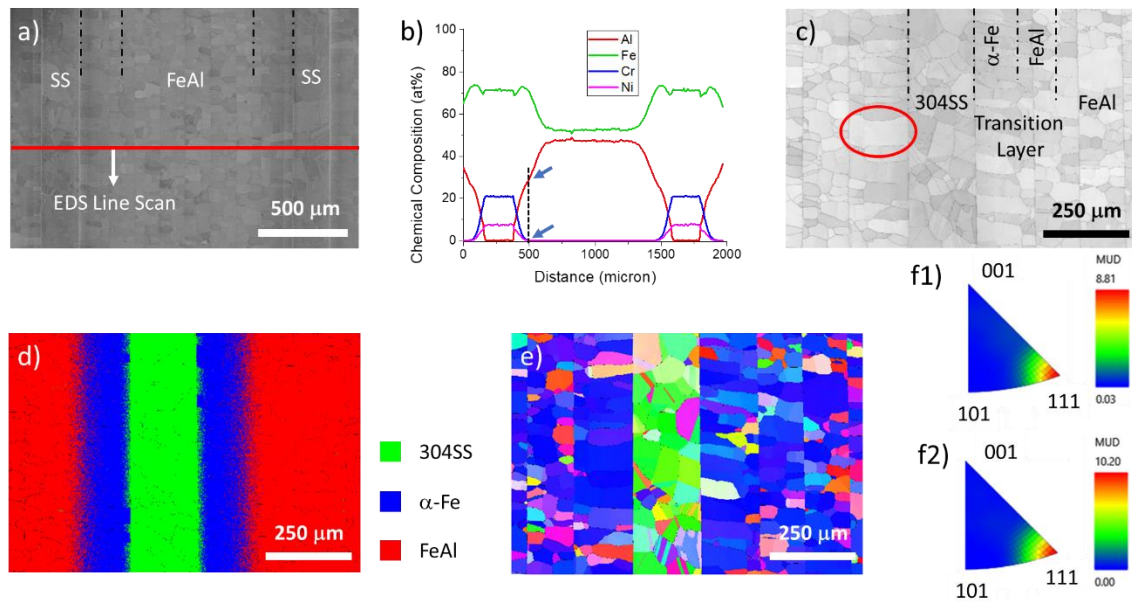 a)
SS
FeAl
SS
EDS Line Scan
500 μm
b)
Al
Fe
Cr
Ni
Chemical Composition (at%)
100
80
60
40
20
0
0
500
1000
1500
2000
Distance (micron)
c)
α-Fe
FeAl
304SS
FeAl
Transition
Layer
250 μm
d)
250 μm
304SS
α-Fe
FeAl
e)
250 μm
f1)
001
101
111
MUD
8.81
0.03
f2)
001
101
111
MUD
10.20
0.00